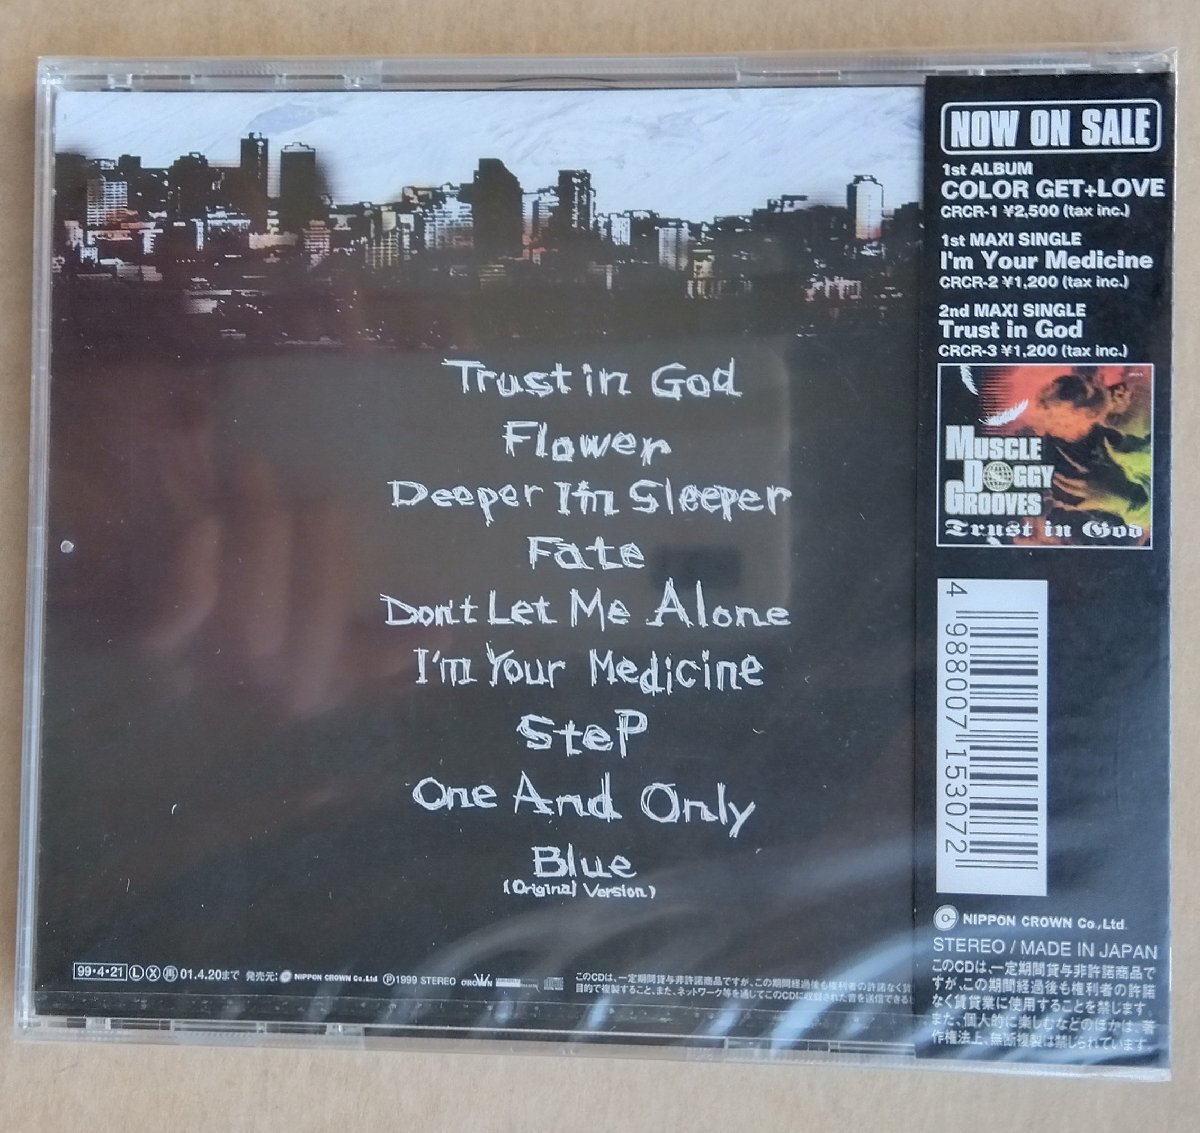 Trust in God
Flower
Deeper I'm Sleeper
Fate
Don't Let Me Alone
I'm Your Medicine
Step
One And Only
Blue
(Original Version)
99・4・21 L X 再 01.4.20まで 発売元: NIPPON CROWN Co.,Ltd P1999 STEREO CROWN
このCDは、一定期間貸与非許諾商品ですが、この期間経過後も権利者の許諾なく賃
目的で複製すること、また、ネットワーク等を通じてこのCDに収録された音を送信できる
NOW ON SALE
1st ALBUM
COLOR GET+LOVE
CRCR-1 ¥2,500 (tax inc.)
1st MAXI SINGLE
I'm Your Medicine
CRCR-2 ¥1,200 (tax inc.)
2nd MAXI SINGLE
Trust in God
CRCR-3 ¥1,200 (tax inc.)
MUSCLE
DOGGY
GROOVES
Trust in God
4 988007 153072
NIPPON CROWN Co.,Ltd.
STEREO / MADE IN JAPAN
このCDは、一定期間貸与非許諾商品で
すが、この期間経過後も権利者の許諾
なく賃貸業に使用することを禁じます。
また、個人的に楽しむなどのほかは、著
作権法上、無断複製は禁じられています。